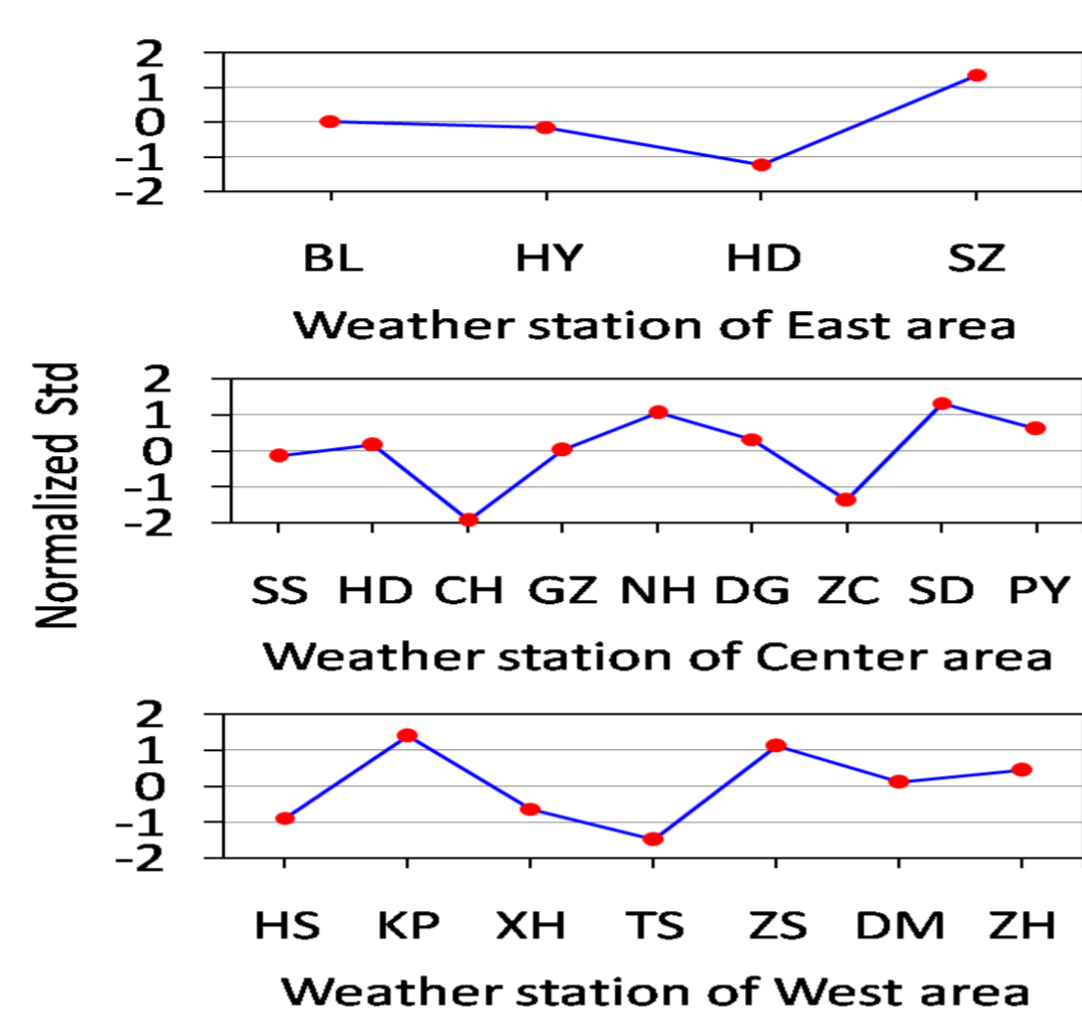 2
1
0
-1
-2
BL HY HD SZ
Weather station of East area
Normalized Std
2
1
0
-1
-2
SS HD CH GZ NH DG ZC SD PY
Weather station of Center area
2
1
0
-1
-2
HS KP XH TS ZS DM ZH
Weather station of West area